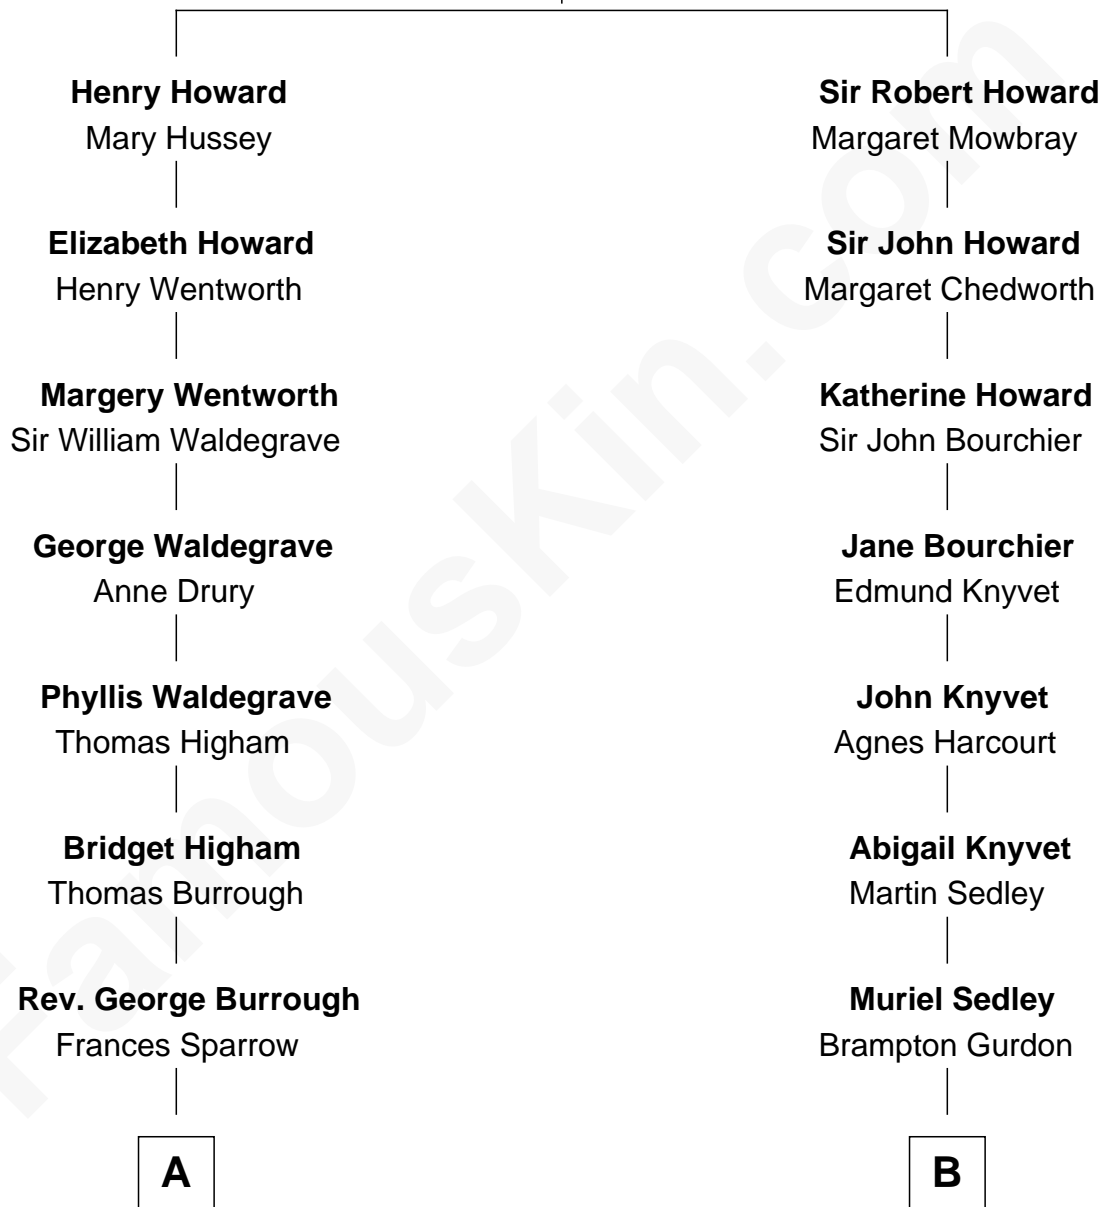 Henry Howard
Mary Hussey
Sir Robert Howard
Margaret Mowbray
Elizabeth Howard
Henry Wentworth
Sir John Howard
Margaret Chedworth
Margery Wentworth
Sir William Waldegrave
Katherine Howard
Sir John Bourchier
George Waldegrave
Anne Drury
Jane Bourchier
Edmund Knyvet
Phyllis Waldegrave
Thomas Higham
John Knyvet
Agnes Harcourt
Bridget Higham
Thomas Burrough
Abigail Knyvet
Martin Sedley
Rev. George Burrough
Frances Sparrow
Muriel Sedley
Brampton Gurdon
A
B
FamousKin.com